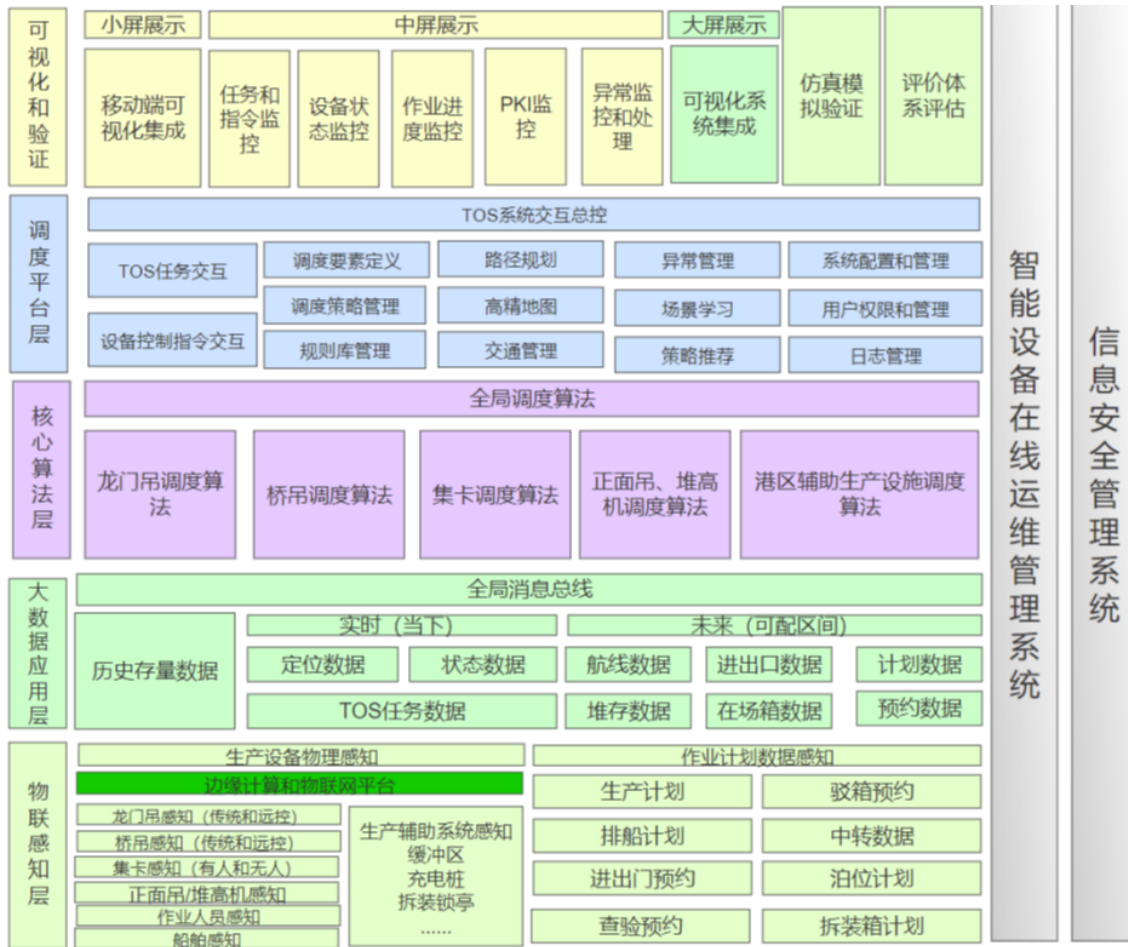 可视化和验证
小屏展示
中屏展示
大屏展示
移动端可
视化集成
任务和
指令监
控
设备状
态监控
作业进
度监控
PKI监
控
异常监
控和处
理
可视化系
统集成
仿真模
拟验证
评价体
系评估
调度平台层
TOS系统交互总控
TOS任务交互
设备控制指令交互
调度要素定义
路径规划
异常管理
系统配置和管理
调度策略管理
高精地图
场景学习
用户权限和管理
规则库管理
交通管理
策略推荐
日志管理
核心算法层
全局调度算法
龙门吊调度算
法
桥吊调度算法
集卡调度算法
正面吊、堆高
机调度算法
港区辅助生产设施调度
算法
大数据应用层
全局消息总线
历史存量数据
实时（当下）
未来（可配区间）
定位数据
状态数据
航线数据
进出口数据
计划数据
TOS任务数据
堆存数据
在场箱数据
预约数据
物联感知层
生产设备物理感知
边缘计算和物联网平台
龙门吊感知（传统和远控）
桥吊感知（传统和远控）
集卡感知（有人和无人）
正面吊/堆高机感知
作业人员感知
船舶感知
生产辅助系统感知
缓冲区
充电桩
拆装锁亭
......
作业计划数据感知
生产计划
驳箱预约
排船计划
中转数据
进出门预约
泊位计划
查验预约
拆装箱计划
智能设备在线运维管理系统
信息安全管理系统